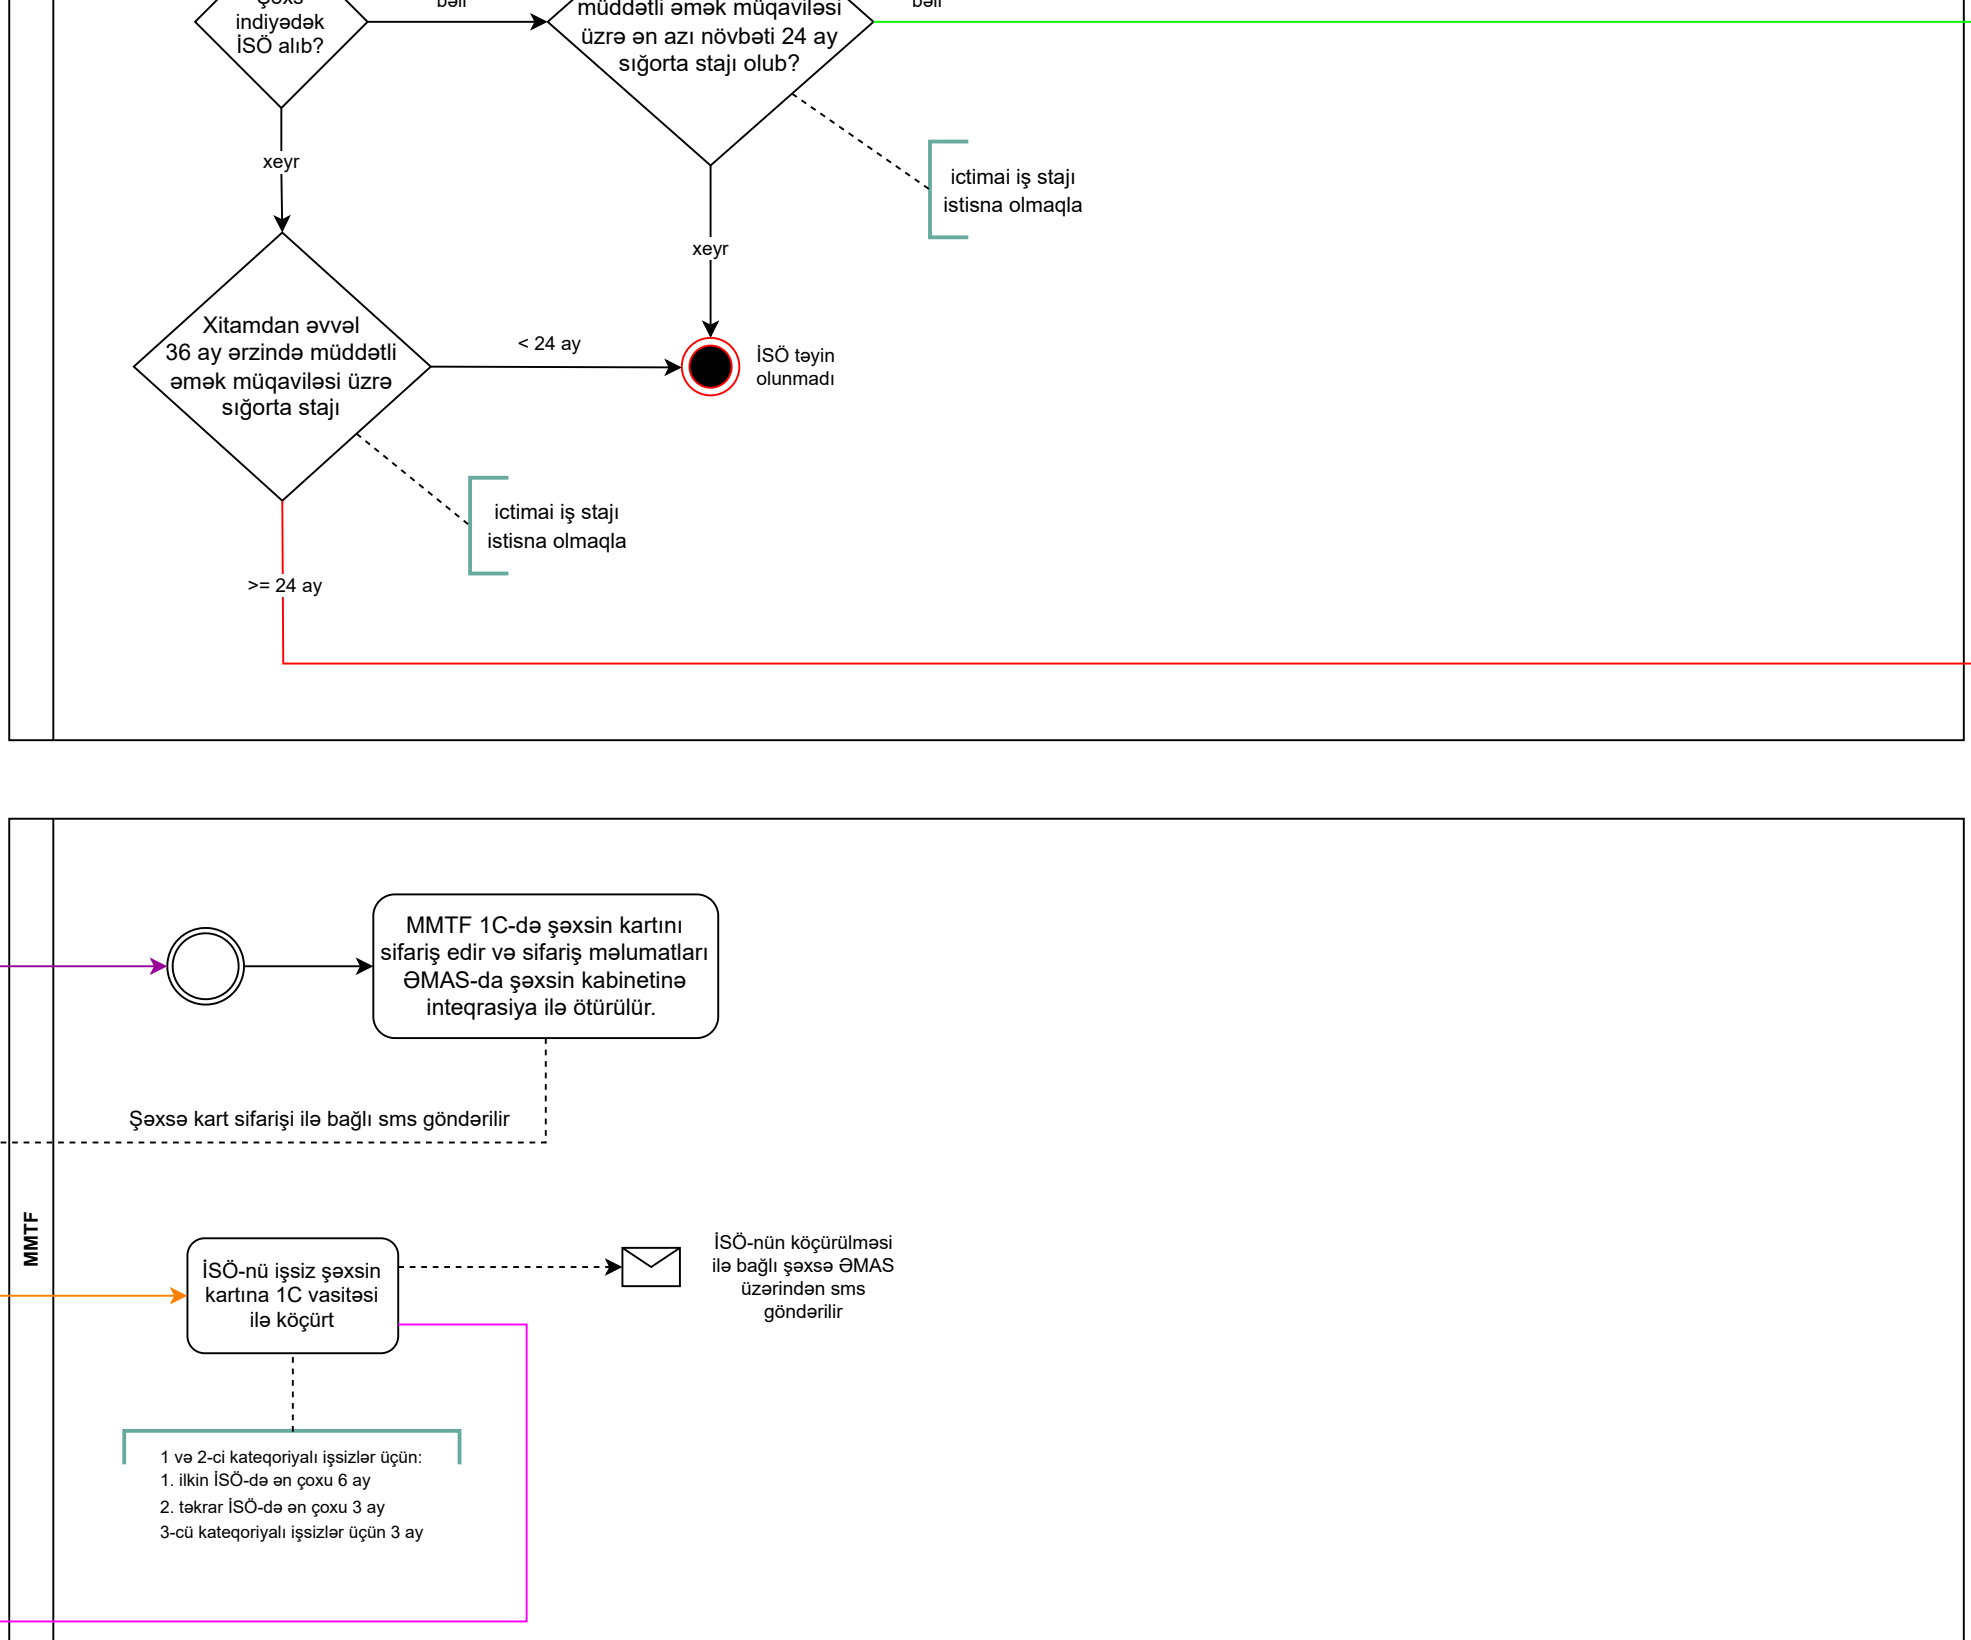 indiyədək
İSÖ alıb?
müddətli əmək müqaviləsi
üzrə ən azı növbəti 24 ay
sığorta stajı olub?
xeyr
ictimai iş stajı
istisna olmaqla
xeyr
Xitamdan əvvəl
36 ay ərzində müddətli
əmək müqaviləsi üzrə
sığorta stajı
< 24 ay
İSÖ təyin
olunmadı
ictimai iş stajı
istisna olmaqla
>= 24 ay
MMTF
MMTF 1C-də şəxsin kartını
sifariş edir və sifariş məlumatları
ƏMAS-da şəxsin kabinetinə
inteqrasiya ilə ötürülür.
Şəxsə kart sifarişi ilə bağlı sms göndərilir
İSÖ-nü işsiz şəxsin
kartına 1C vasitəsi
ilə köçürt
İSÖ-nün köçürülməsi
ilə bağlı şəxsə ƏMAS
üzərindən sms
göndərilir
1 və 2-ci kateqoriyalı işsizlər üçün:
1. ilkin İSÖ-də ən çoxu 6 ay
2. təkrar İSÖ-də ən çoxu 3 ay
3-cü kateqoriyalı işsizlər üçün 3 ay